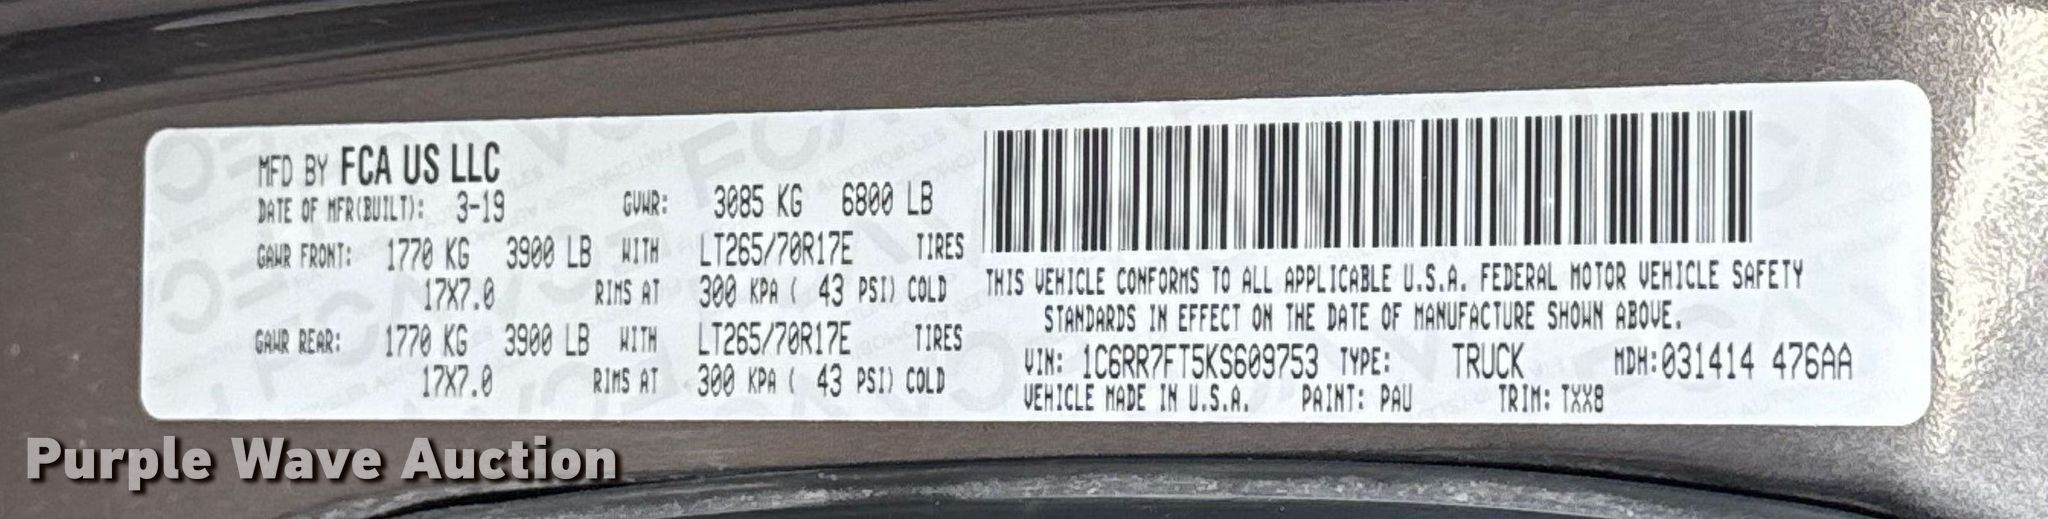 MFD BY FCA US LLC
DATE OF MFR(BUILT): 3-19 GVWR: 3085 KG 6800 LB
GAWR FRONT: 1770 KG 3900 LB WITH LT265/70R17E TIRES
17X7.0 RIMS AT 300 KPA ( 43 PSI) COLD
GAWR REAR: 1770 KG 3900 LB WITH LT265/70R17E TIRES
17X7.0 RIMS AT 300 KPA ( 43 PSI) COLD
THIS VEHICLE CONFORMS TO ALL APPLICABLE U.S.A. FEDERAL MOTOR VEHICLE SAFETY
STANDARDS IN EFFECT ON THE DATE OF MANUFACTURE SHOWN ABOVE.
VIN: 1C6RR7FT5KS609753 TYPE: TRUCK MDH:031414 476AA
VEHICLE MADE IN U.S.A. PAINT: PAU TRIM: TXX8
Purple Wave Auction